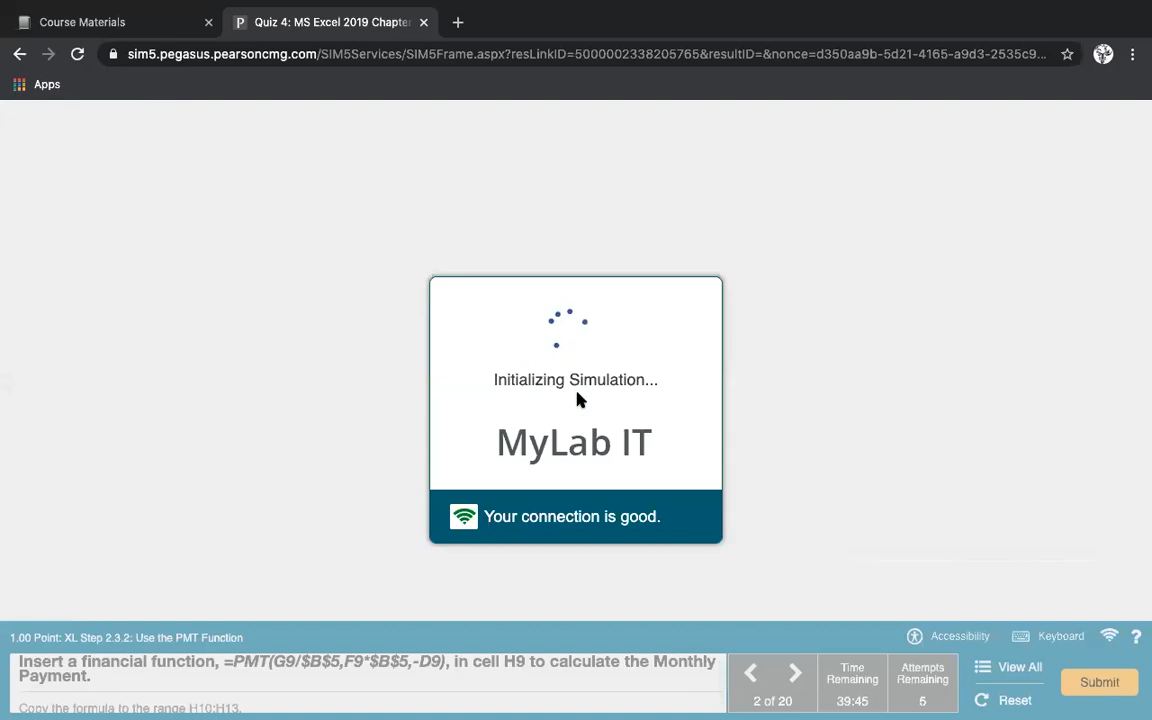 Course Materials
P Quiz 4: MS Excel 2019 Chapter
sim5.pegasus.pearsoncmg.com/SIM5Services/SIM5Frame.aspx?resLinkID=5000002338205765&resultID=&nonce=d350aa9b-5d21-4165-a9d3-2535c9...
Apps
Initializing Simulation...
MyLab IT
Your connection is good.
1.00 Point: XL Step 2.3.2: Use the PMT Function
Accessibility
Keyboard
?
Insert a financial function, =PMT(G9/$B$5,F9*$B$5,-D9), in cell H9 to calculate the Monthly
Payment.
Copy the formula to the range H10:H13.
2 of 20
Time
Remaining
39:45
Attempts
Remaining
5
View All
Reset
Submit